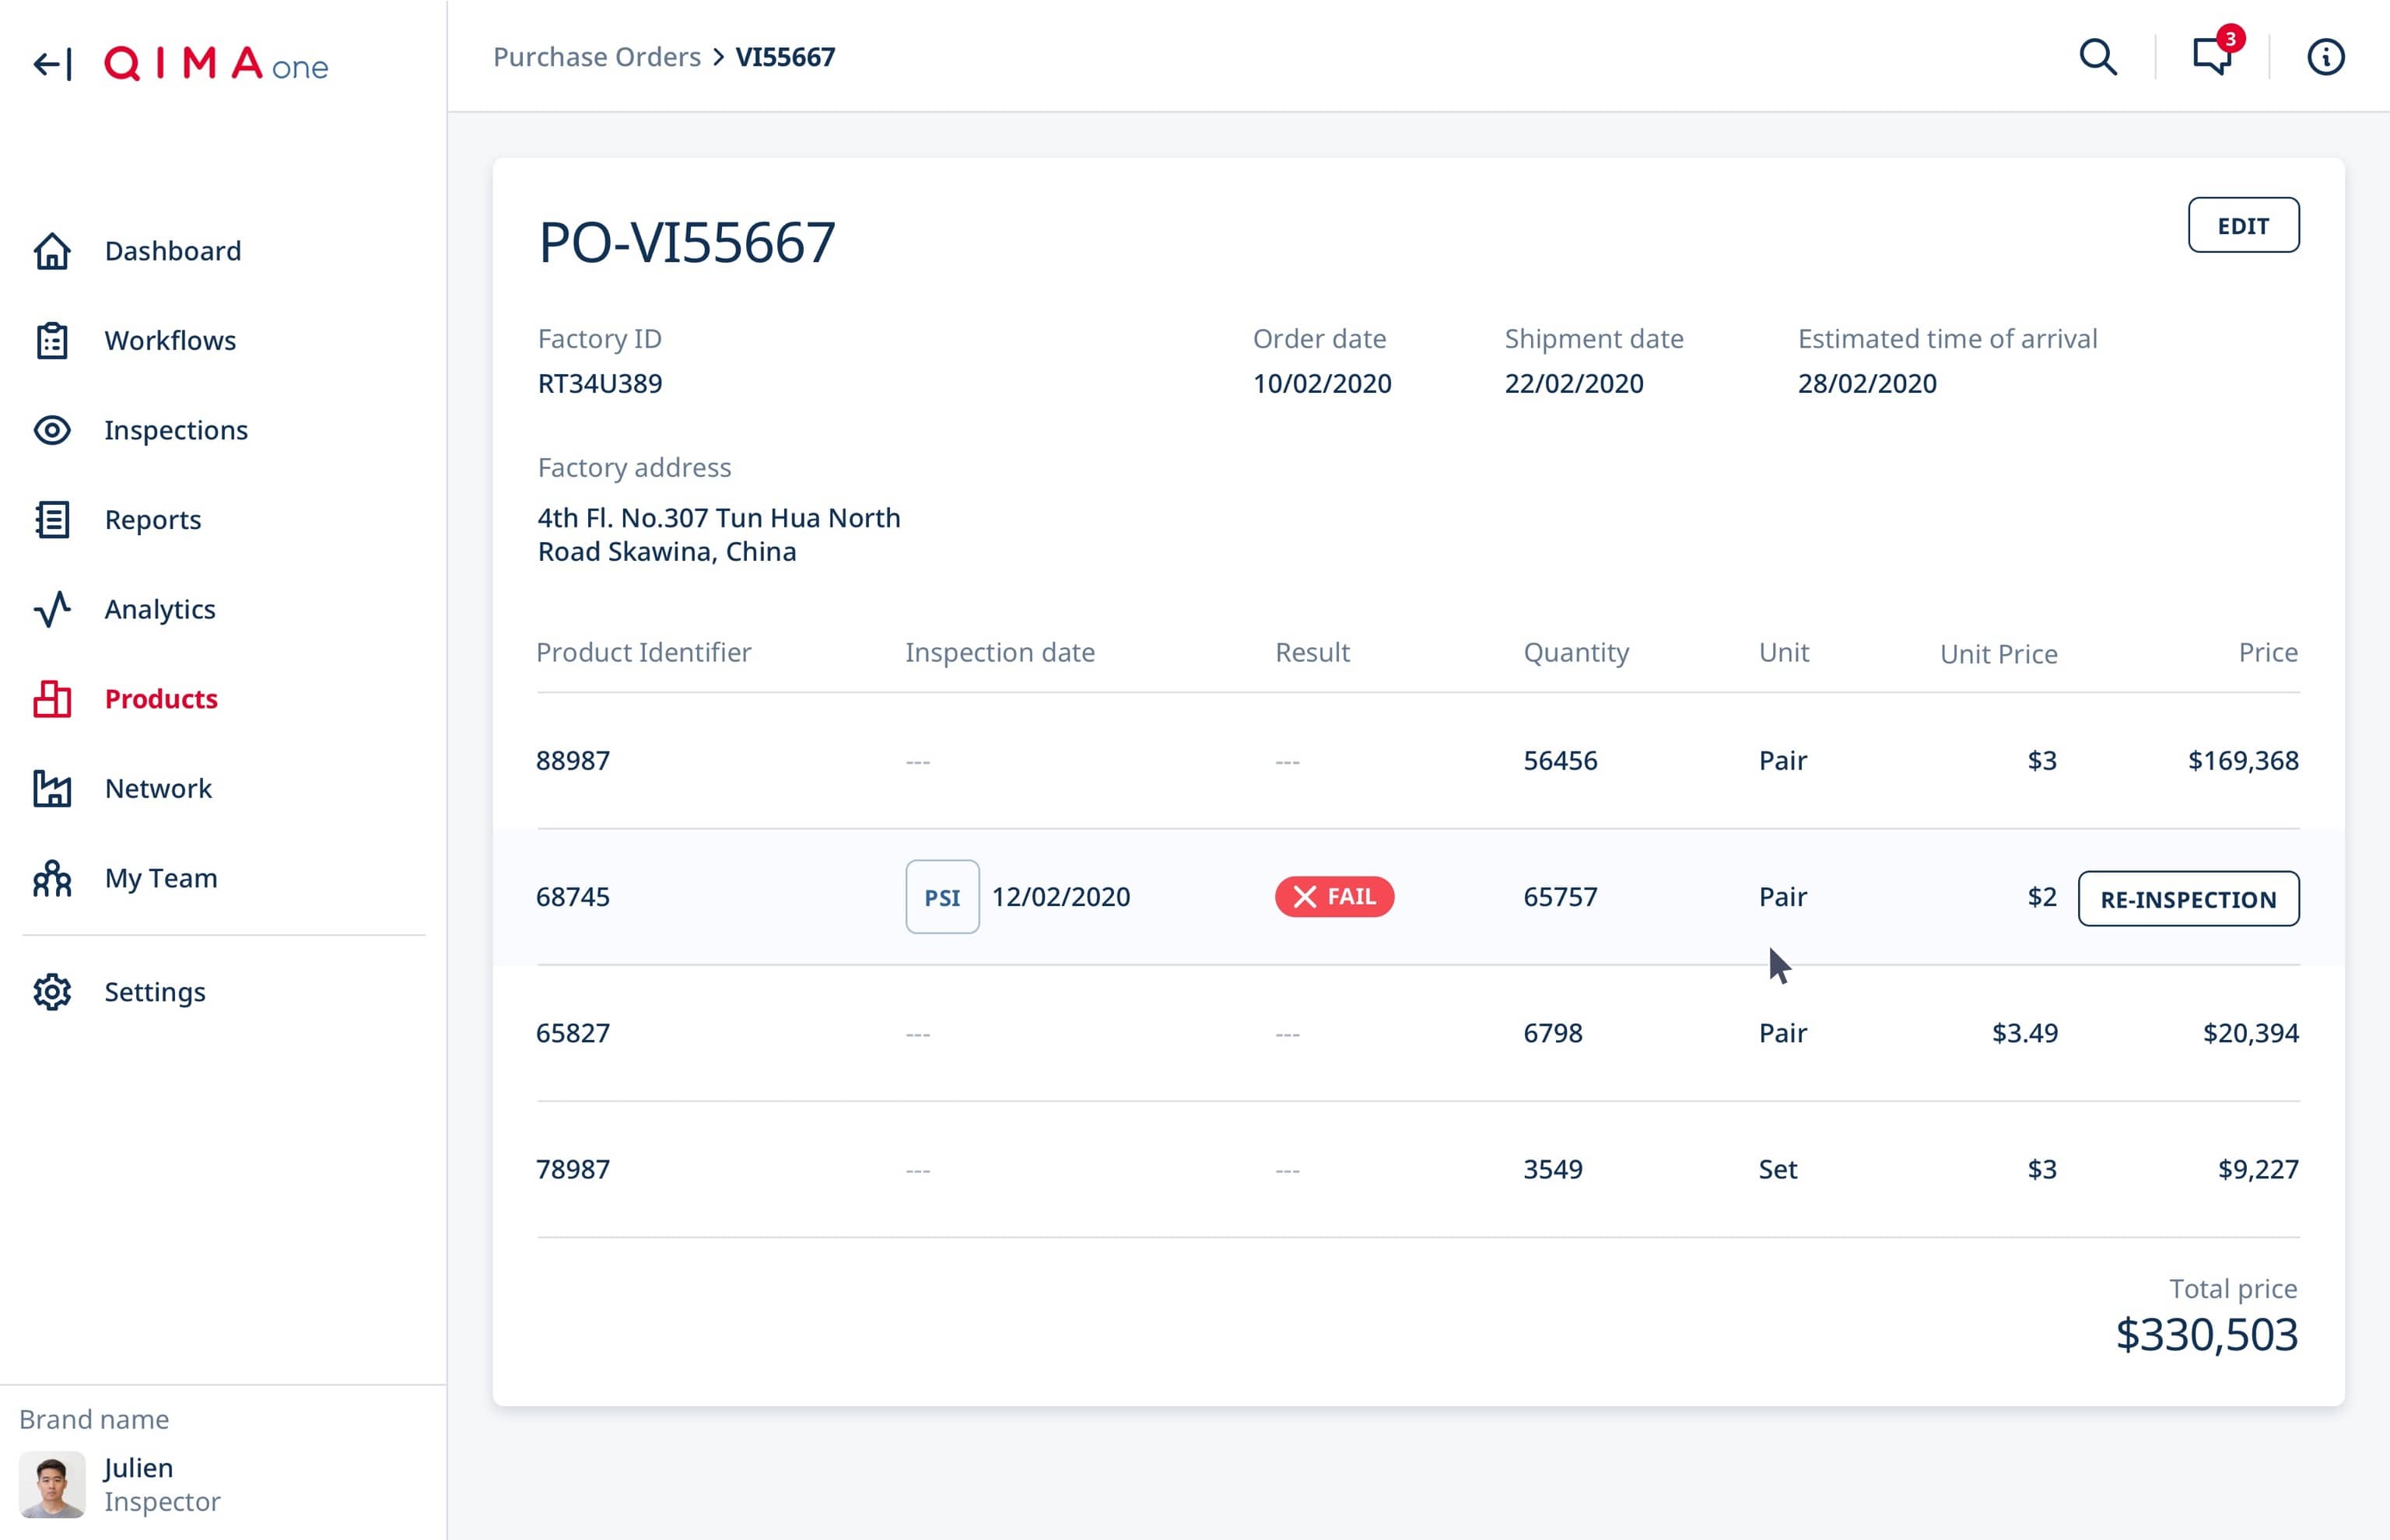 QIMA one
Dashboard
Workflows
Inspections
Reports
Analytics
Products
Network
My Team
Settings
Brand name
Julien
Inspector
Purchase Orders > VI55667
3
PO-VI55667
EDIT
Factory ID
RT34U389
Order date
10/02/2020
Shipment date
22/02/2020
Estimated time of arrival
28/02/2020
Factory address
4th Fl. No.307 Tun Hua North
Road Skawina, China
Product Identifier Inspection date Result Quantity Unit Unit Price Price
88987 --- --- 56456 Pair $3 $169,368
68745 PSI 12/02/2020 FAIL 65757 Pair $2 RE-INSPECTION
65827 --- --- 6798 Pair $3.49 $20,394
78987 --- --- 3549 Set $3 $9,227
Total price
$330,503